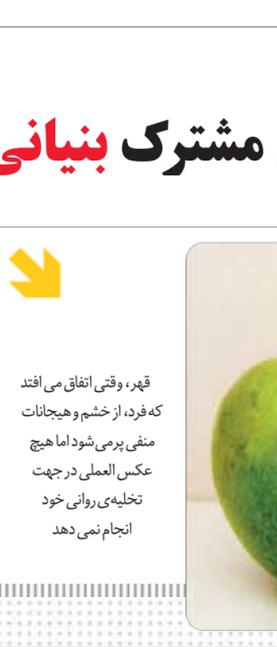 مشترک بنیانی
قهر، وقتی اتفاق می افتد
که فرد، از خشم و هیجانات
منفی پر می شود اما هیچ
عکس العملی در جهت
تخلیه‌ی روانی خود
انجام نمی دهد